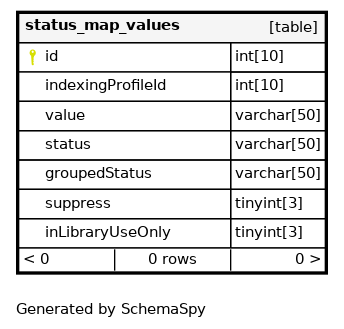 status_map_values [table]
id int[10]
indexingProfileId int[10]
value varchar[50]
status varchar[50]
groupedStatus varchar[50]
suppress tinyint[3]
inLibraryUseOnly tinyint[3]
< 0 0 rows 0 >
Generated by SchemaSpy